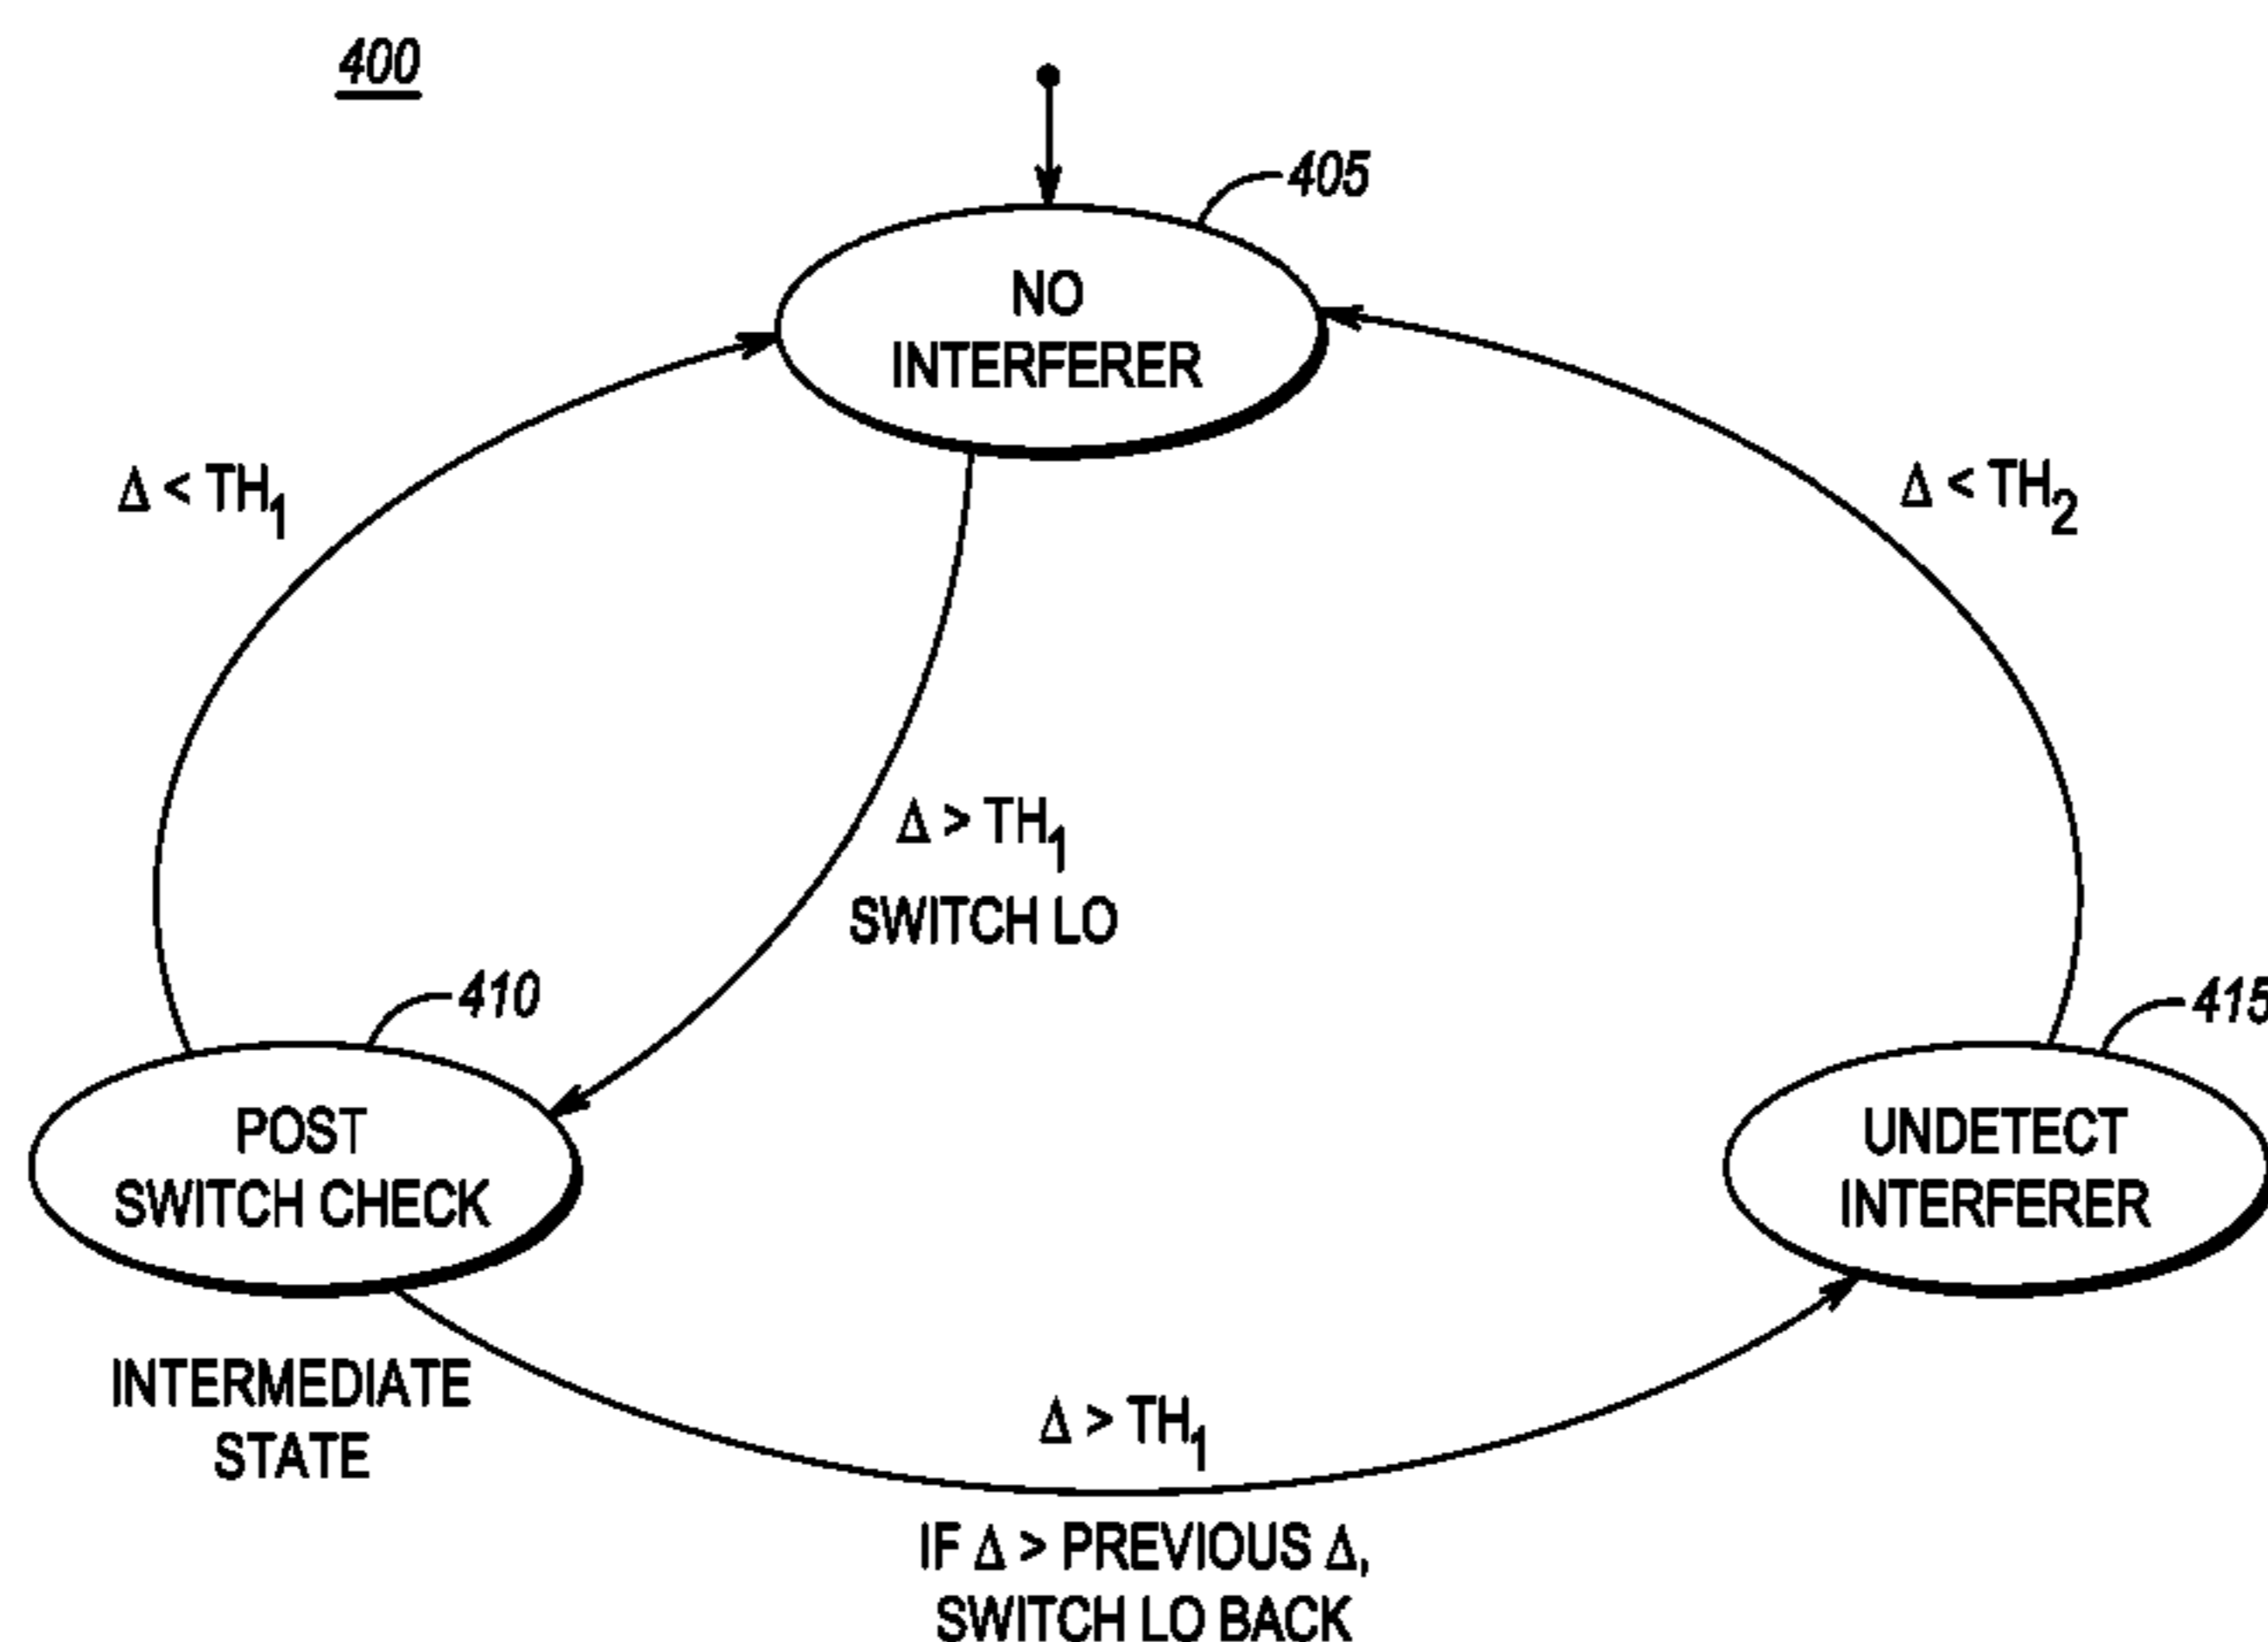 400
405
NO
INTERFERER
Δ < TH1
Δ < TH2
Δ > TH1
SWITCH LO
410
415
POST
SWITCH CHECK
UNDETECT
INTERFERER
INTERMEDIATE
STATE
Δ > TH1
IF Δ > PREVIOUS Δ,
SWITCH LO BACK